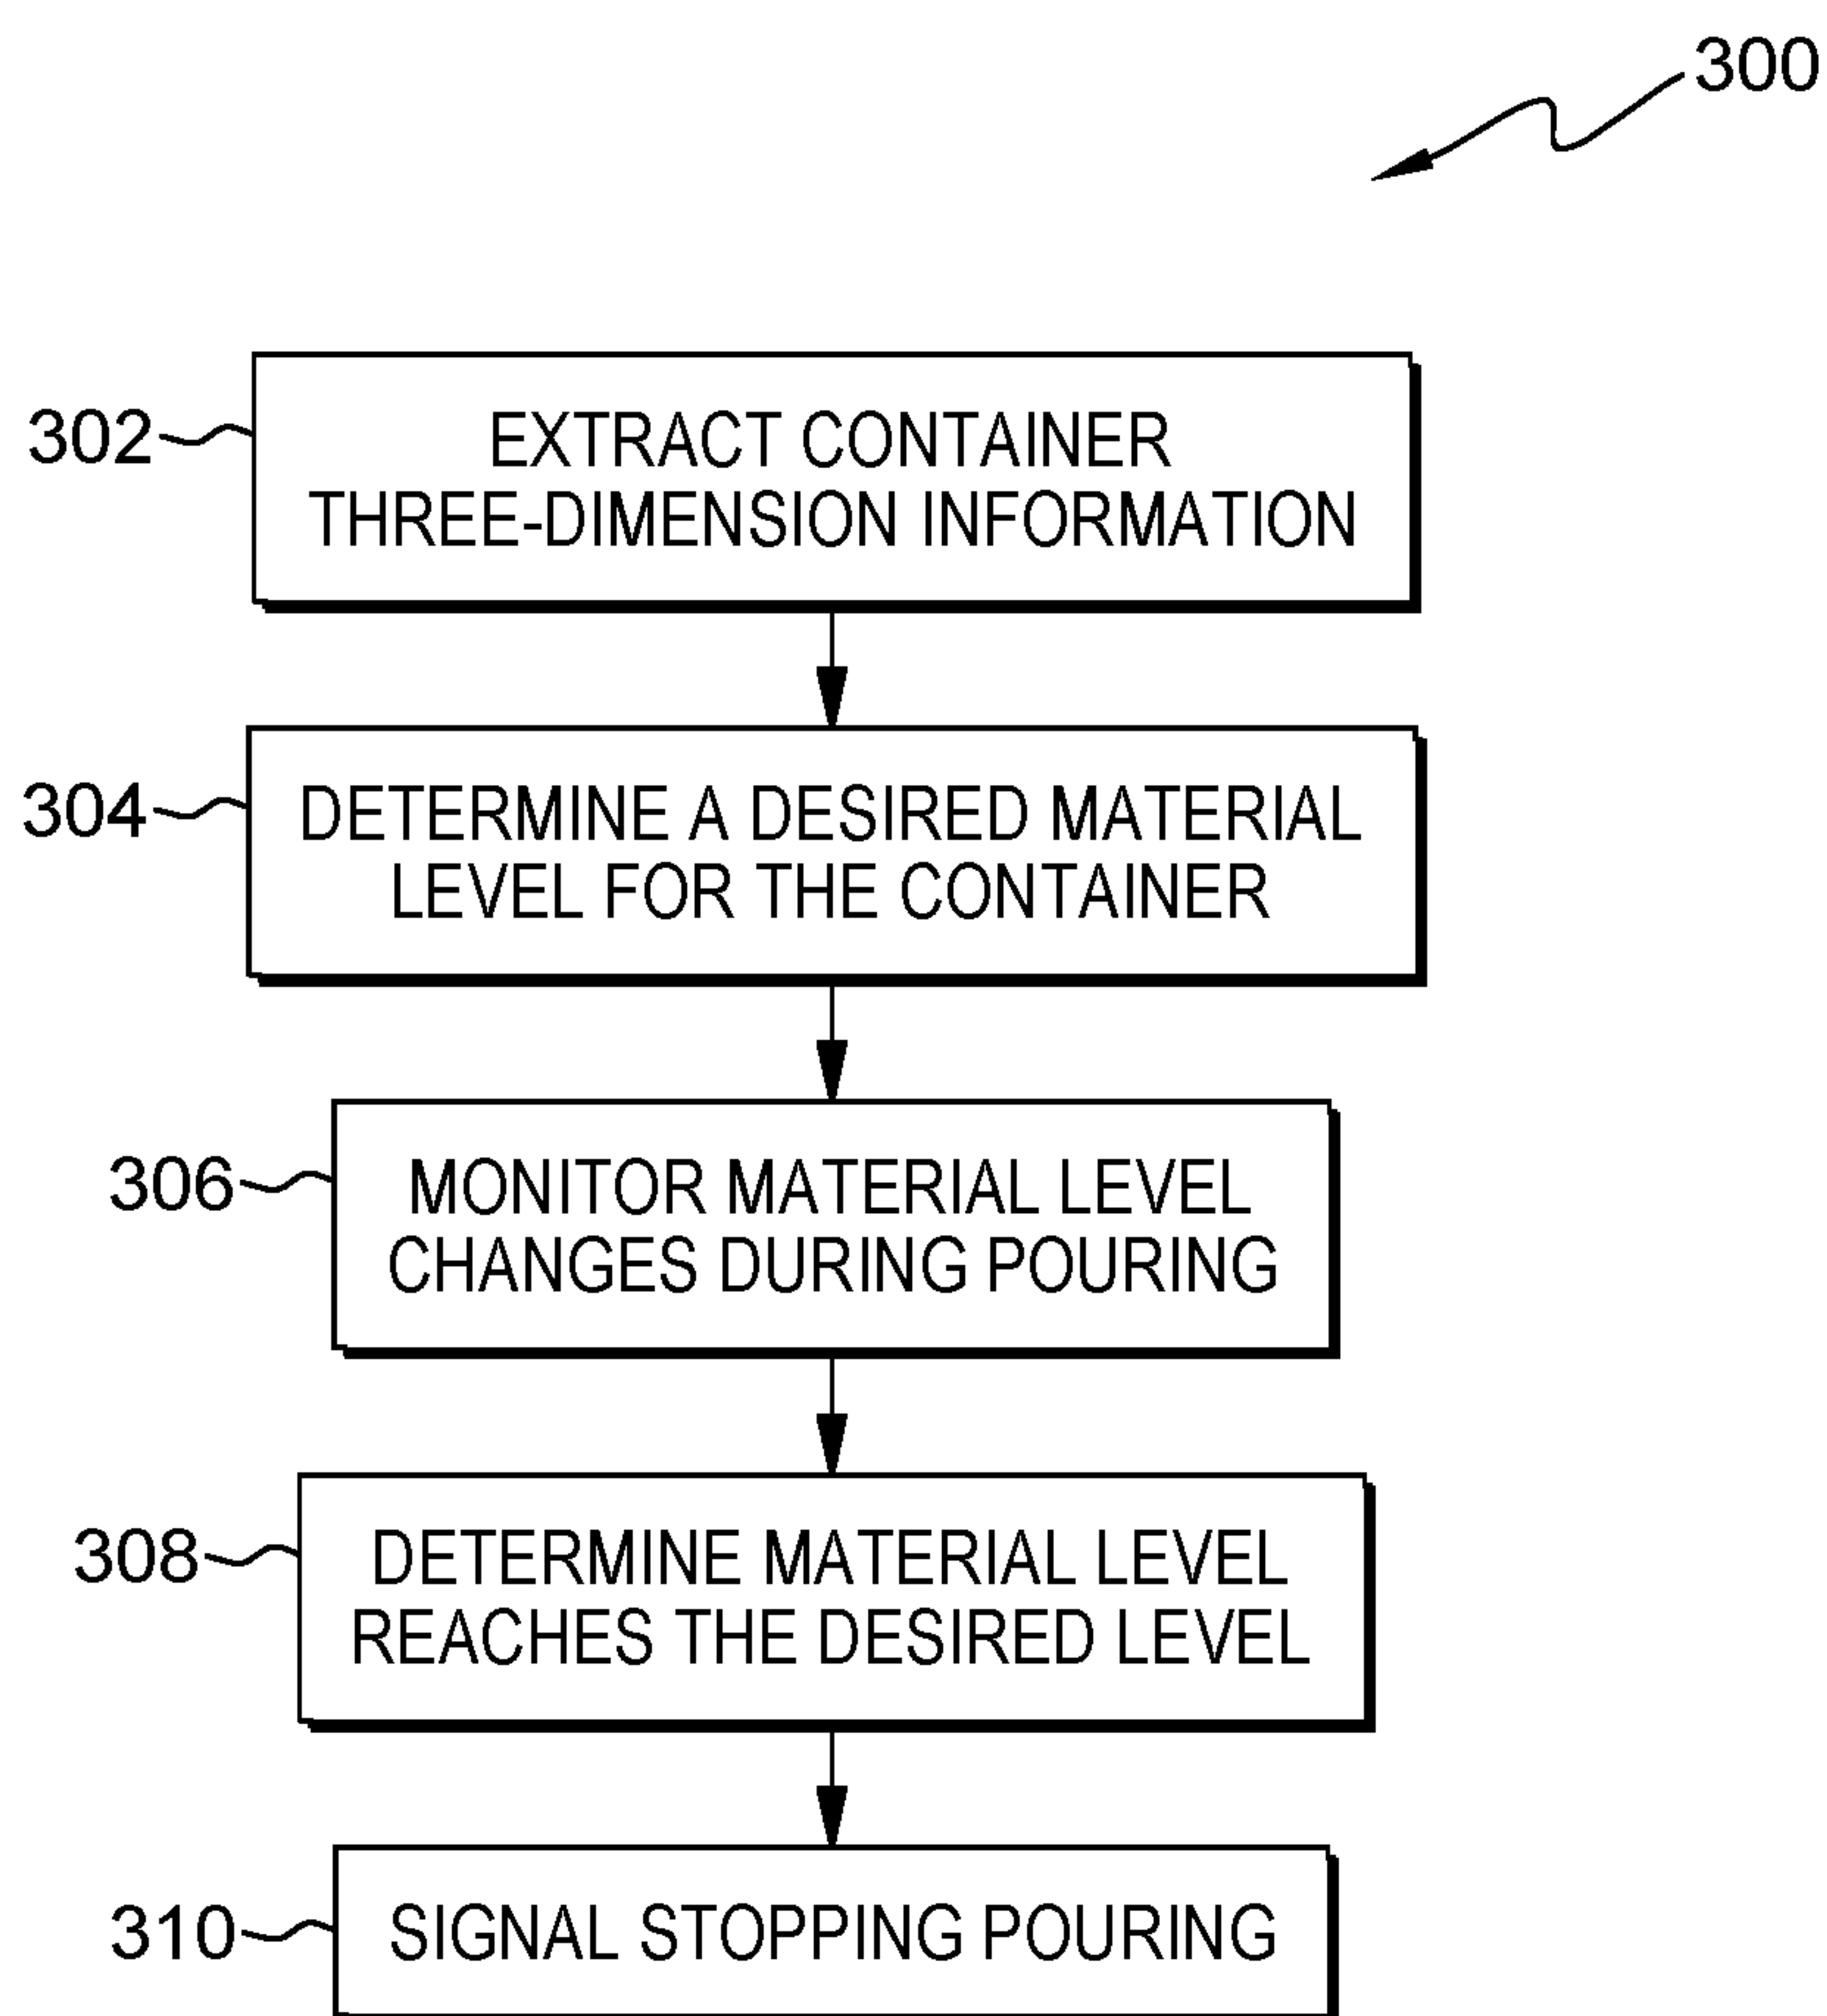 300
302
EXTRACT CONTAINER
THREE-DIMENSION INFORMATION
304
DETERMINE A DESIRED MATERIAL
LEVEL FOR THE CONTAINER
306
MONITOR MATERIAL LEVEL
CHANGES DURING POURING
308
DETERMINE MATERIAL LEVEL
REACHES THE DESIRED LEVEL
310
SIGNAL STOPPING POURING